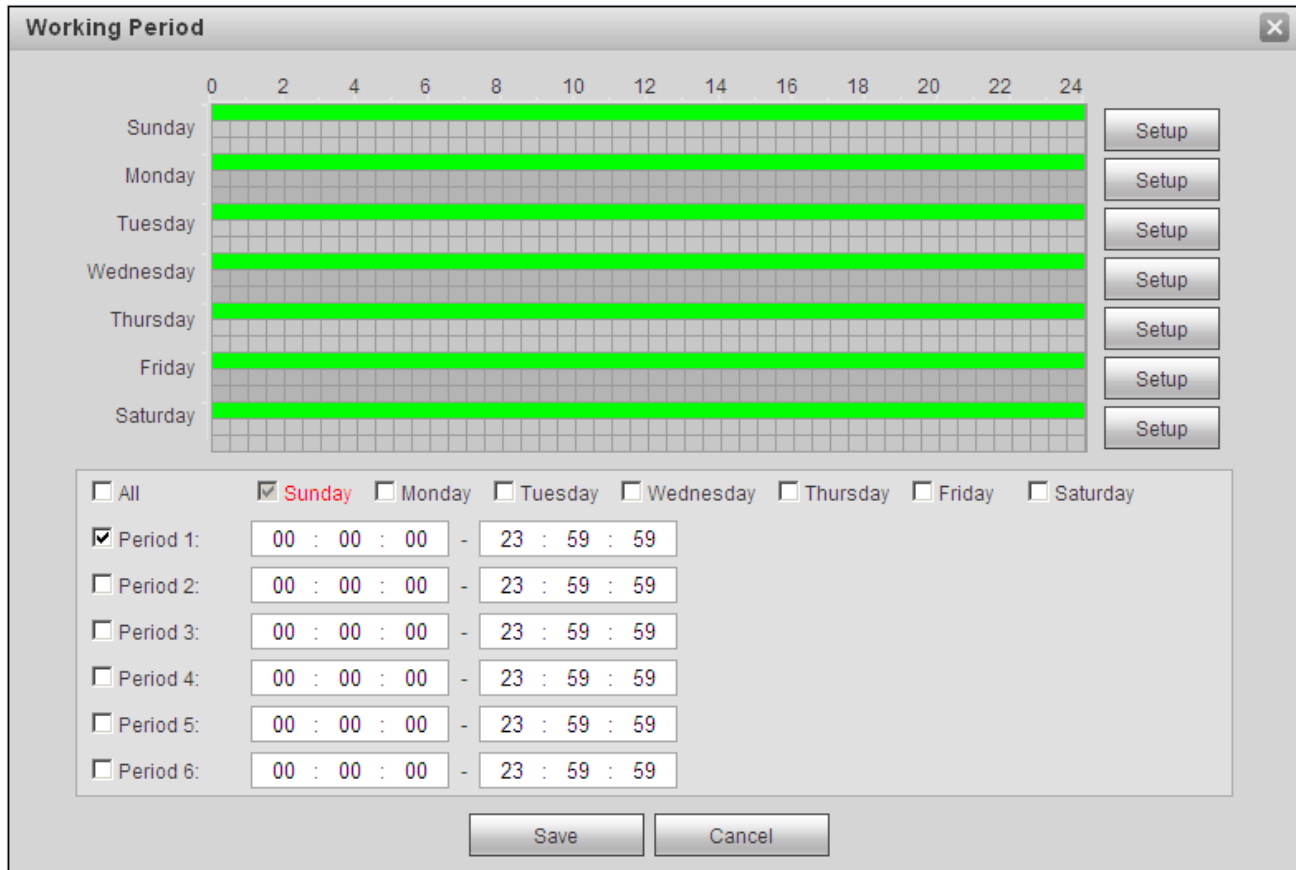 Working Period
0 2 4 6 8 10 12 14 16 18 20 22 24
Sunday Setup
Monday Setup
Tuesday Setup
Wednesday Setup
Thursday Setup
Friday Setup
Saturday Setup
All Sunday Monday Tuesday Wednesday Thursday Friday Saturday
Period 1: 00 : 00 : 00 - 23 : 59 : 59
Period 2: 00 : 00 : 00 - 23 : 59 : 59
Period 3: 00 : 00 : 00 - 23 : 59 : 59
Period 4: 00 : 00 : 00 - 23 : 59 : 59
Period 5: 00 : 00 : 00 - 23 : 59 : 59
Period 6: 00 : 00 : 00 - 23 : 59 : 59
Save Cancel